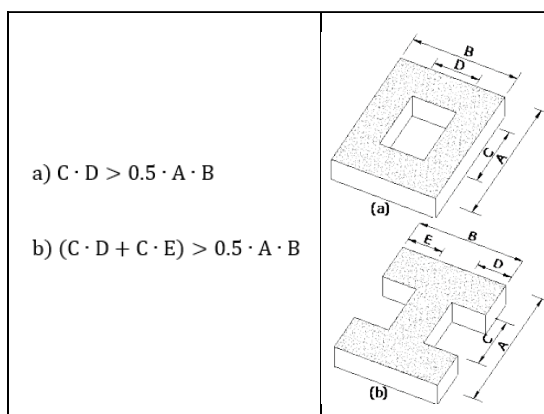 a) C · D > 0.5 · A · B
b) (C · D + C · E) > 0.5 · A · B
B
D
C
A
(a)
B
E
D
C
A
(b)